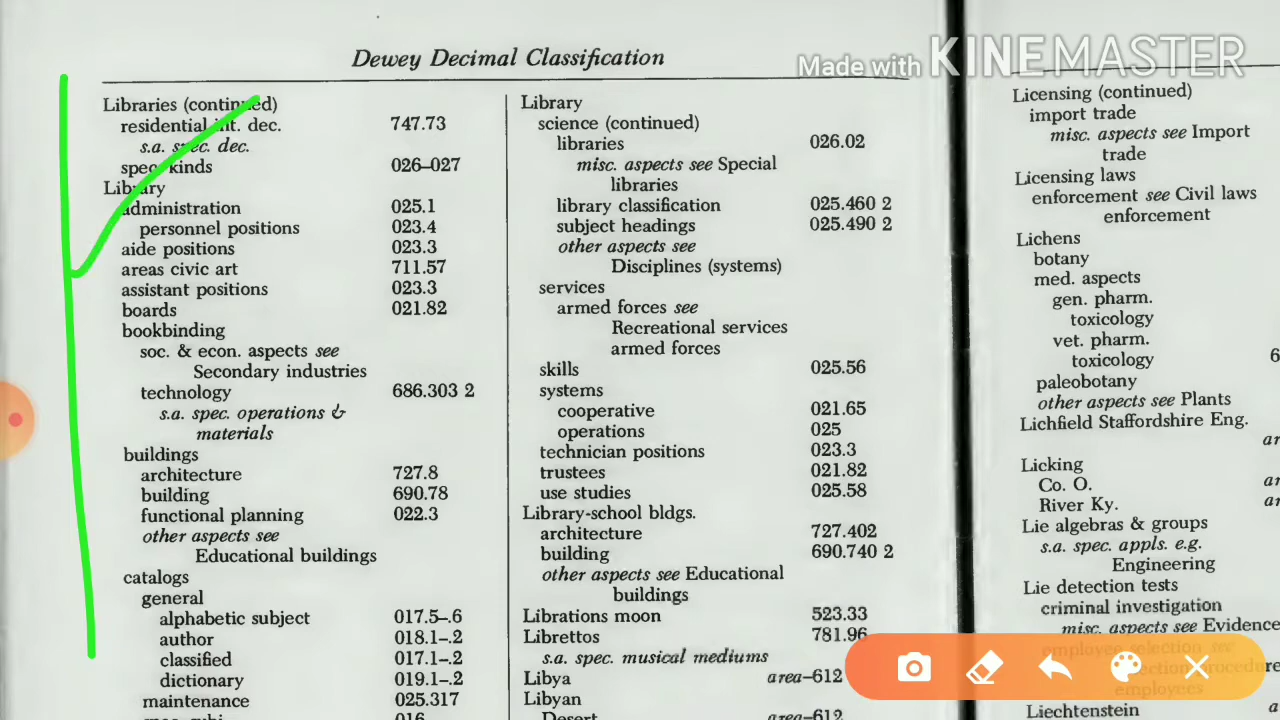 Dewey Decimal Classification
Made with KINEMASTER
Libraries (continued)
residential int. dec. 747.73
s.a. spec. dec.
spec. kinds 026–027
Library
administration 025.1
personnel positions 023.4
aide positions 023.3
areas civic art 711.57
assistant positions 023.3
boards 021.82
bookbinding
soc. & econ. aspects see
Secondary industries
technology 686.303 2
s.a. spec. operations &
materials
buildings
architecture 727.8
building 690.78
functional planning 022.3
other aspects see
Educational buildings
catalogs
general
alphabetic subject 017.5–.6
author 018.1–.2
classified 017.1–.2
dictionary 019.1–.2
maintenance 025.317
016
Library
science (continued)
libraries 026.02
misc. aspects see Special
libraries
library classification 025.460 2
subject headings 025.490 2
other aspects see
Disciplines (systems)
services
armed forces see
Recreational services
armed forces
skills 025.56
systems
cooperative 021.65
operations 025
technician positions 023.3
trustees 021.82
use studies 025.58
Library-school bldgs.
architecture 727.402
building 690.740 2
other aspects see Educational
buildings
Librations moon 523.33
Librettos 781.96
s.a. spec. musical mediums
Libya area–612
Libyan
Desert area–612
Licensing (continued)
import trade
misc. aspects see Import
trade
Licensing laws
enforcement see Civil laws
enforcement
Lichens
botany
med. aspects
gen. pharm.
toxicology
vet. pharm.
toxicology 6
paleobotany
other aspects see Plants
Lichfield Staffordshire Eng.
ar
Licking
Co. O. ar
River Ky. ar
Lie algebras & groups
s.a. spec. appls. e.g.
Engineering
Lie detection tests
criminal investigation
misc. aspects see Evidence
employee selection see
employees
Liechtenstein a